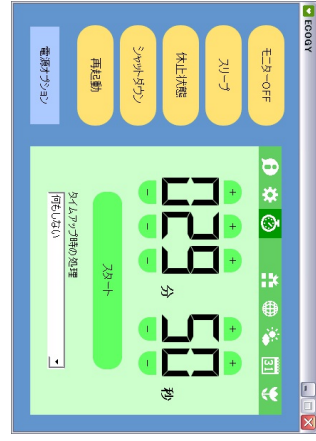 ECOGY
モニターOFF
スリープ
休止状態
シャットダウン
再起動
電源オプション
31
+ + + + +
029 分 50 秒
- - - - -
スタート
タイムアップ時の処理
何もしない